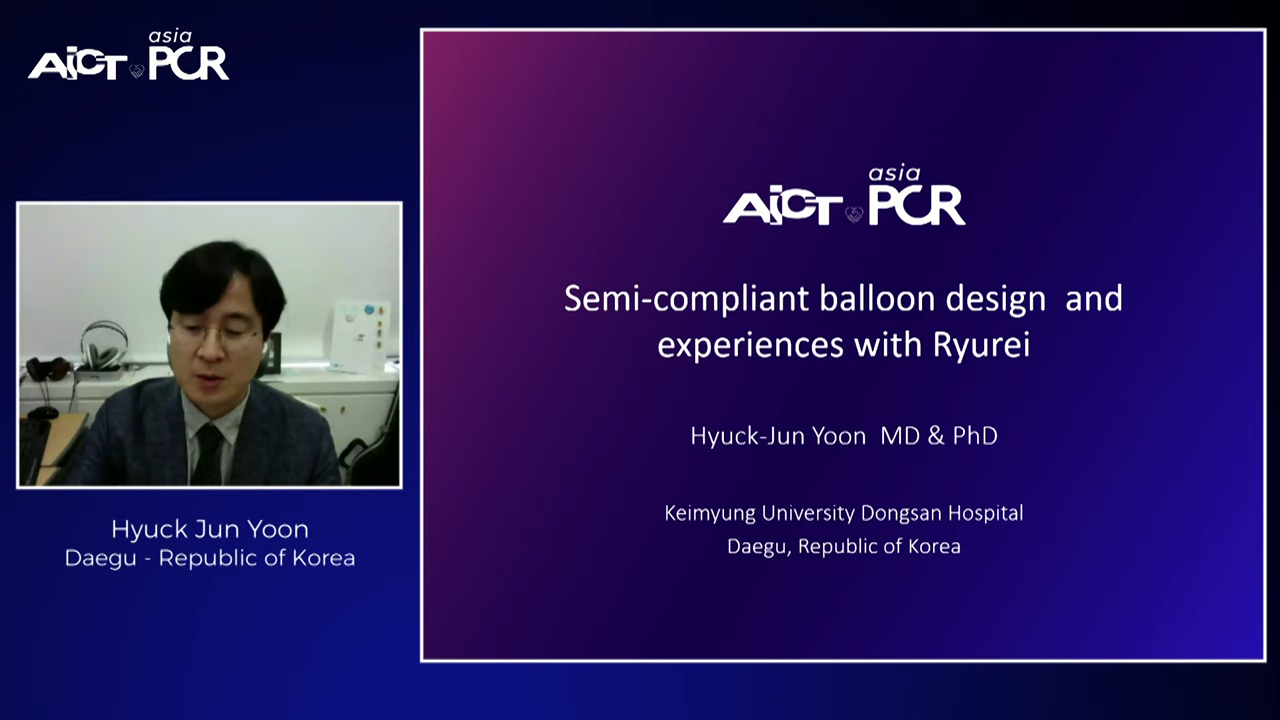 asia
AICT PCR
Hyuck Jun Yoon
Daegu - Republic of Korea
asia
AICT PCR
Semi-compliant balloon design  and
experiences with Ryurei
Hyuck-Jun Yoon  MD & PhD
Keimyung University Dongsan Hospital
Daegu, Republic of Korea